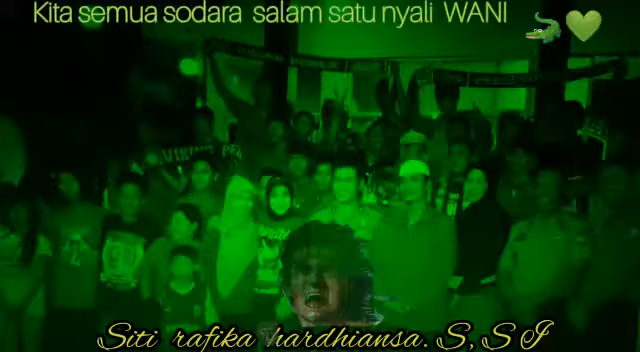 Kita semua sodara salam satu nyali WANI 🐊💚
Siti rafika hardhiansa. S, S I